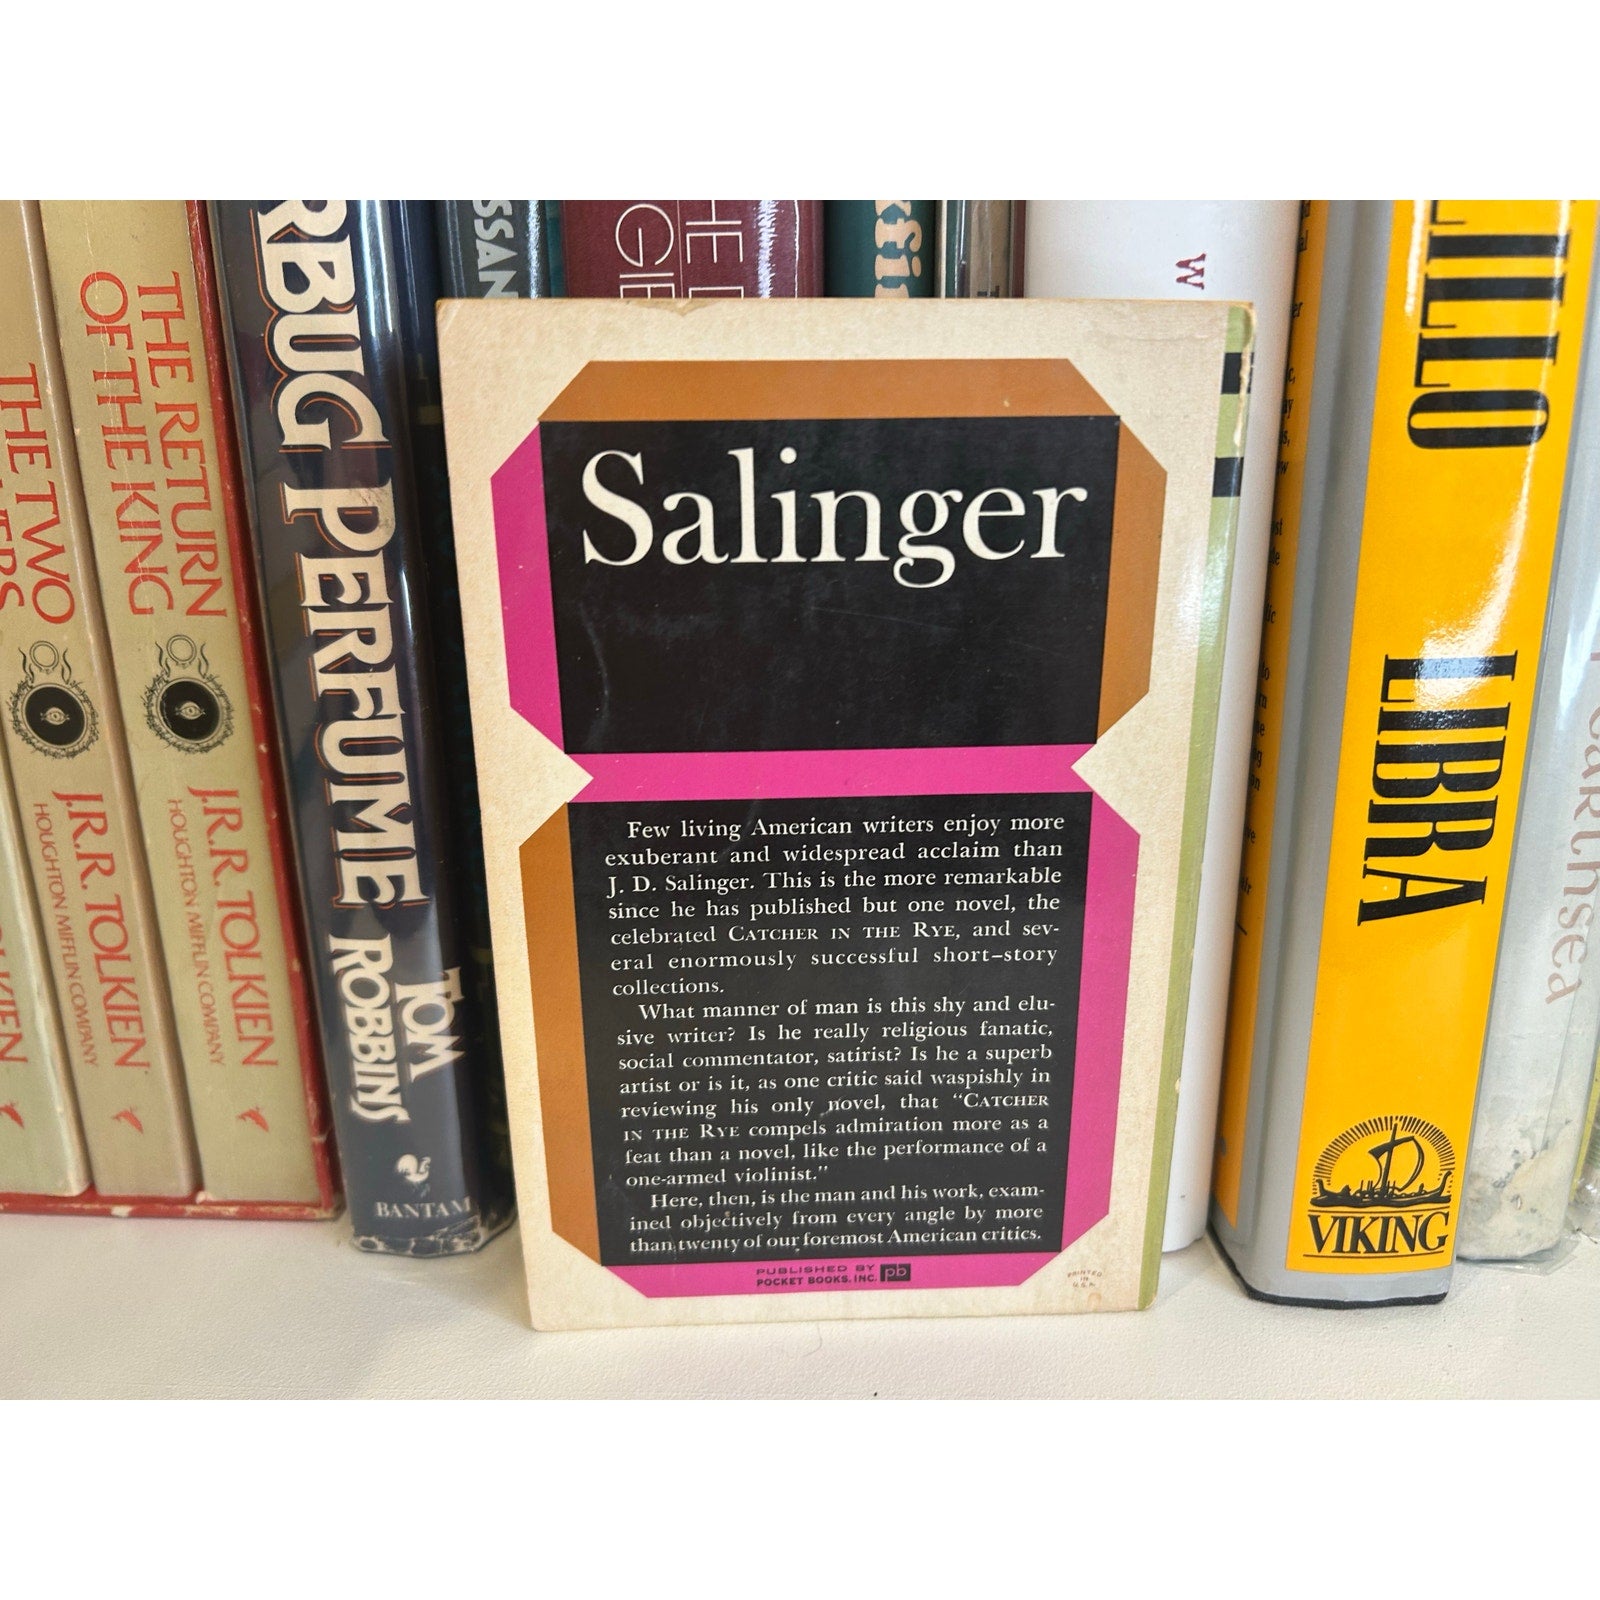 THE TWO
J.R.R. TOLKIEN
HOUGHTON MIFFLIN COMPANY
THE RETURN
OF THE KING
J.R.R. TOLKIEN
HOUGHTON MIFFLIN COMPANY
RBUG PERFUME
TOM
ROBBINS
BANTAM
SSAN
W
Salinger
Few living American writers enjoy more
exuberant and widespread acclaim than
J. D. Salinger. This is the more remarkable
since he has published but one novel, the
celebrated CATCHER IN THE RYE, and sev-
eral enormously successful short-story
collections.
What manner of man is this shy and elu-
sive writer? Is he really religious fanatic,
social commentator, satirist? Is he a superb
artist or is it, as one critic said waspishly in
reviewing his only novel, that "CATCHER
IN THE RYE compels admiration more as a
feat than a novel, like the performance of a
one-armed violinist."
Here, then, is the man and his work, exam-
ined objectively from every angle by more
than twenty of our foremost American critics.
PUBLISHED BY
POCKET BOOKS, INC. pb
PRINTED
IN
U.S.A.
LILLO
LIBRA
VIKING
earthsea